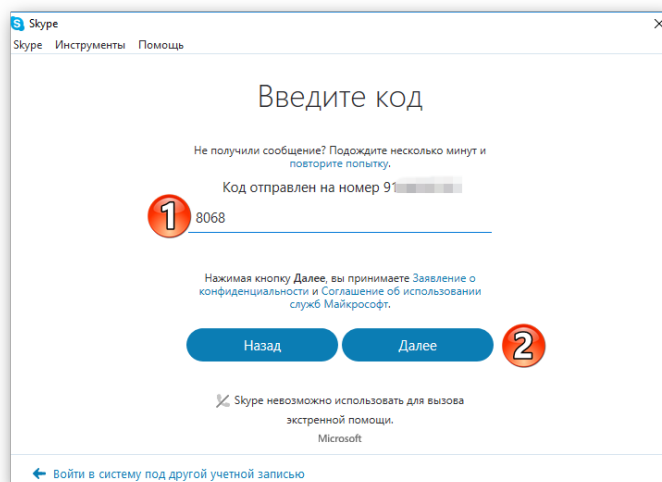 Skype
Skype Инструменты Помощь
Введите код
Не получили сообщение? Подождите несколько минут и
повторите попытку.
Код отправлен на номер 91
1
8068
Нажимая кнопку Далее, вы принимаете Заявление о
конфиденциальности и Соглашение об использовании
служб Майкрософт.
Назад Далее 2
Skype невозможно использовать для вызова
экстренной помощи.
Microsoft
Войти в систему под другой учетной записью